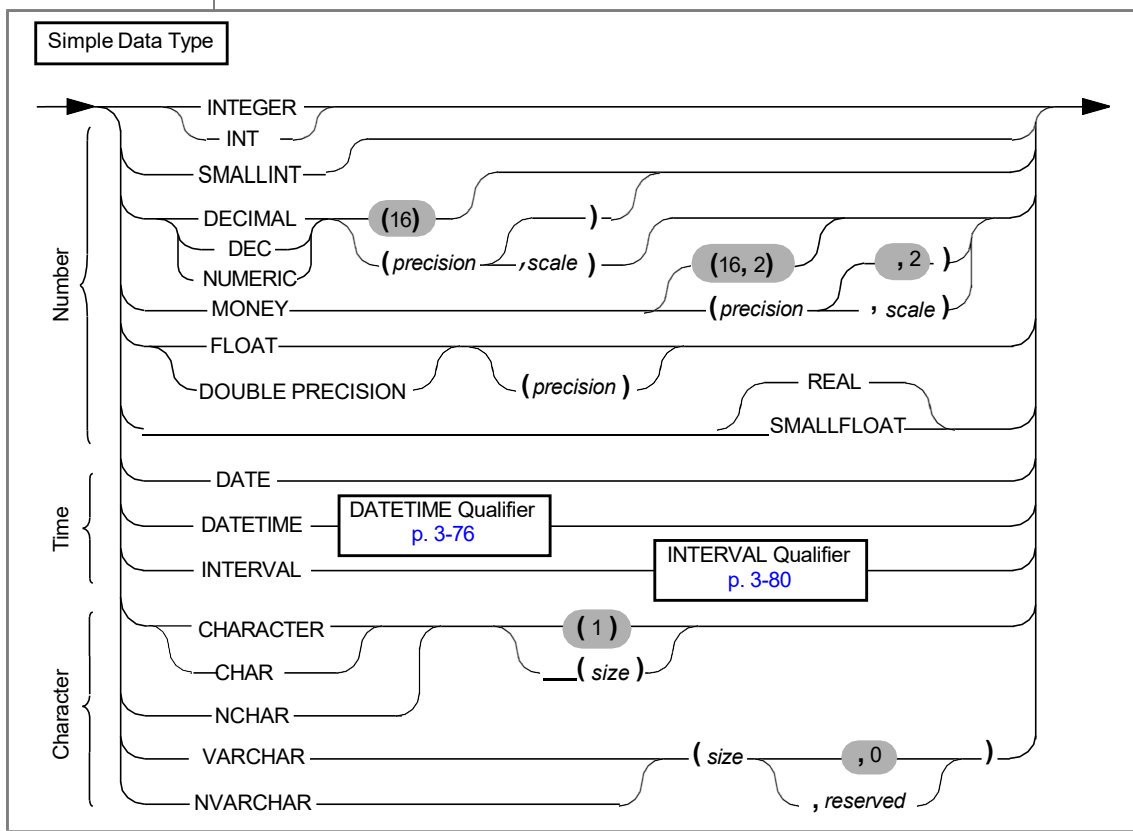 Simple Data Type
INTEGER
INT
SMALLINT
DECIMAL (16) )
DEC
(precision ,scale )
NUMERIC
(16, 2) , 2 )
MONEY (precision , scale)
FLOAT
DOUBLE PRECISION (precision )
REAL
SMALLFLOAT
Number
DATE
DATETIME DATETIME Qualifier
p. 3-76
INTERVAL INTERVAL Qualifier
p. 3-80
Time
CHARACTER (1)
CHAR ( size )
NCHAR
VARCHAR ( size , 0 )
NVARCHAR , reserved
Character